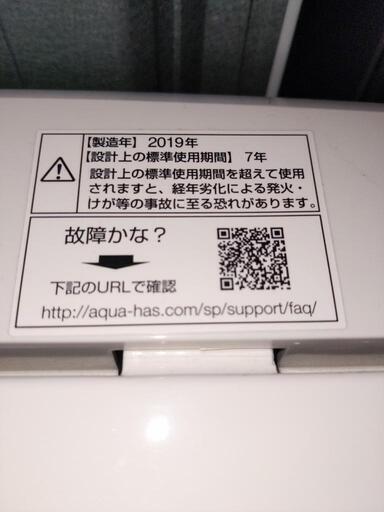 【製造年】 2019年
【設計上の標準使用期間】 7年
設計上の標準使用期間を超えて使用
されますと、経年劣化による発火・
けが等の事故に至る恐れがあります。
故障かな？
下記のURLで確認
http://aqua-has.com/sp/support/faq/